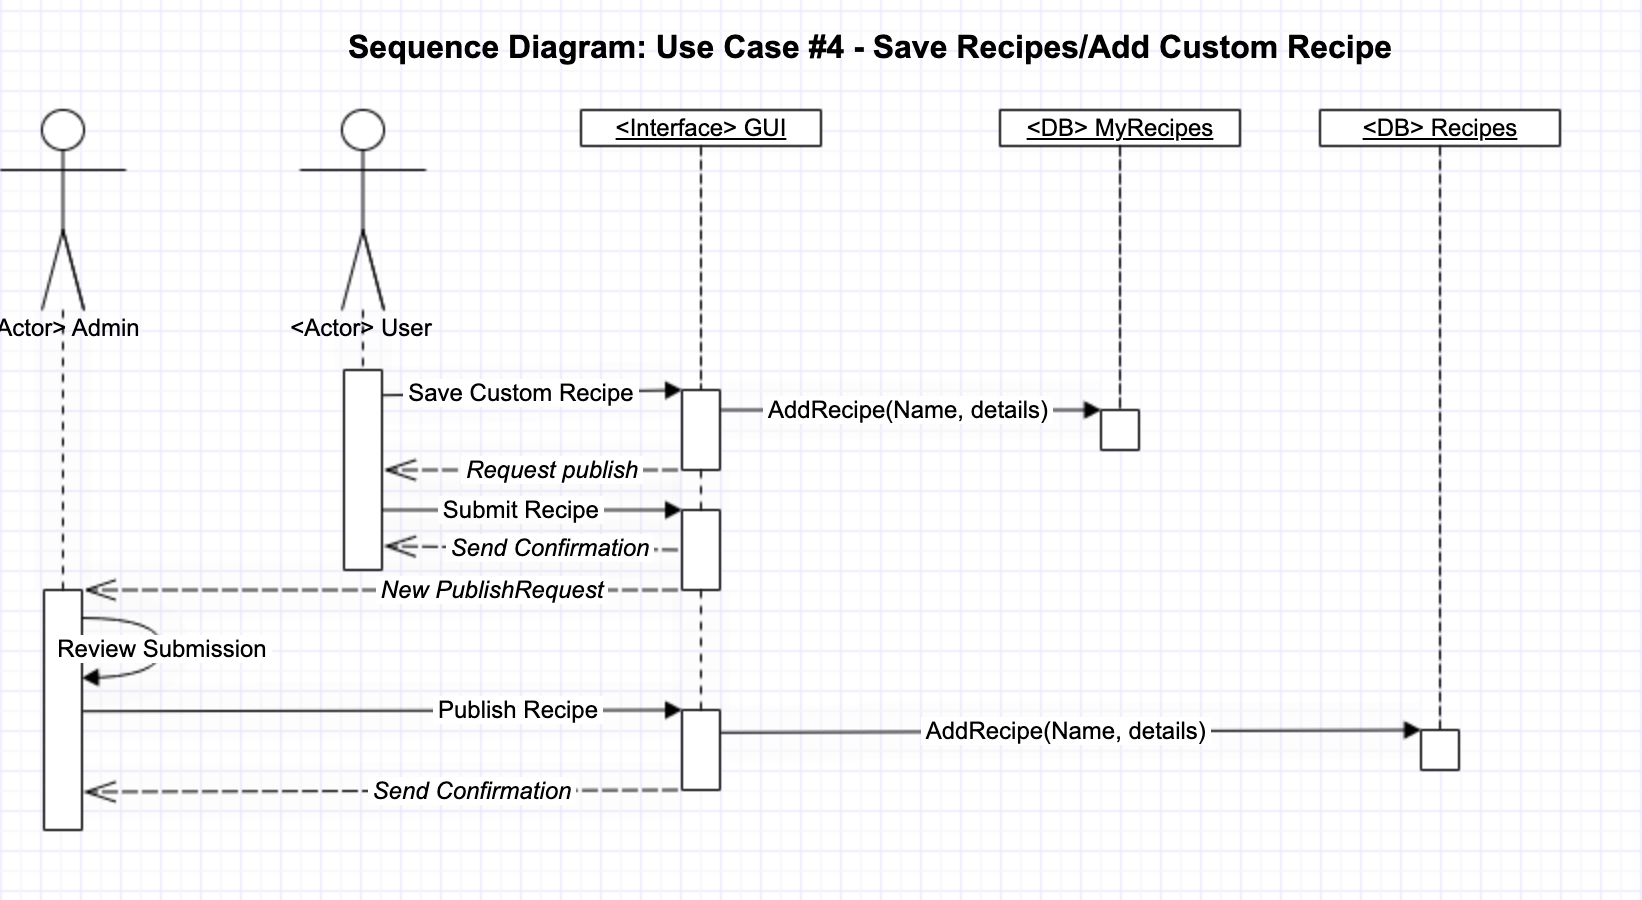 Sequence Diagram: Use Case #4 - Save Recipes/Add Custom Recipe
<Interface> GUI
<DB> MyRecipes
<DB> Recipes
Actor> Admin
<Actor> User
Save Custom Recipe
AddRecipe(Name, details)
Request publish
Submit Recipe
Send Confirmation
New PublishRequest
Review Submission
Publish Recipe
AddRecipe(Name, details)
Send Confirmation